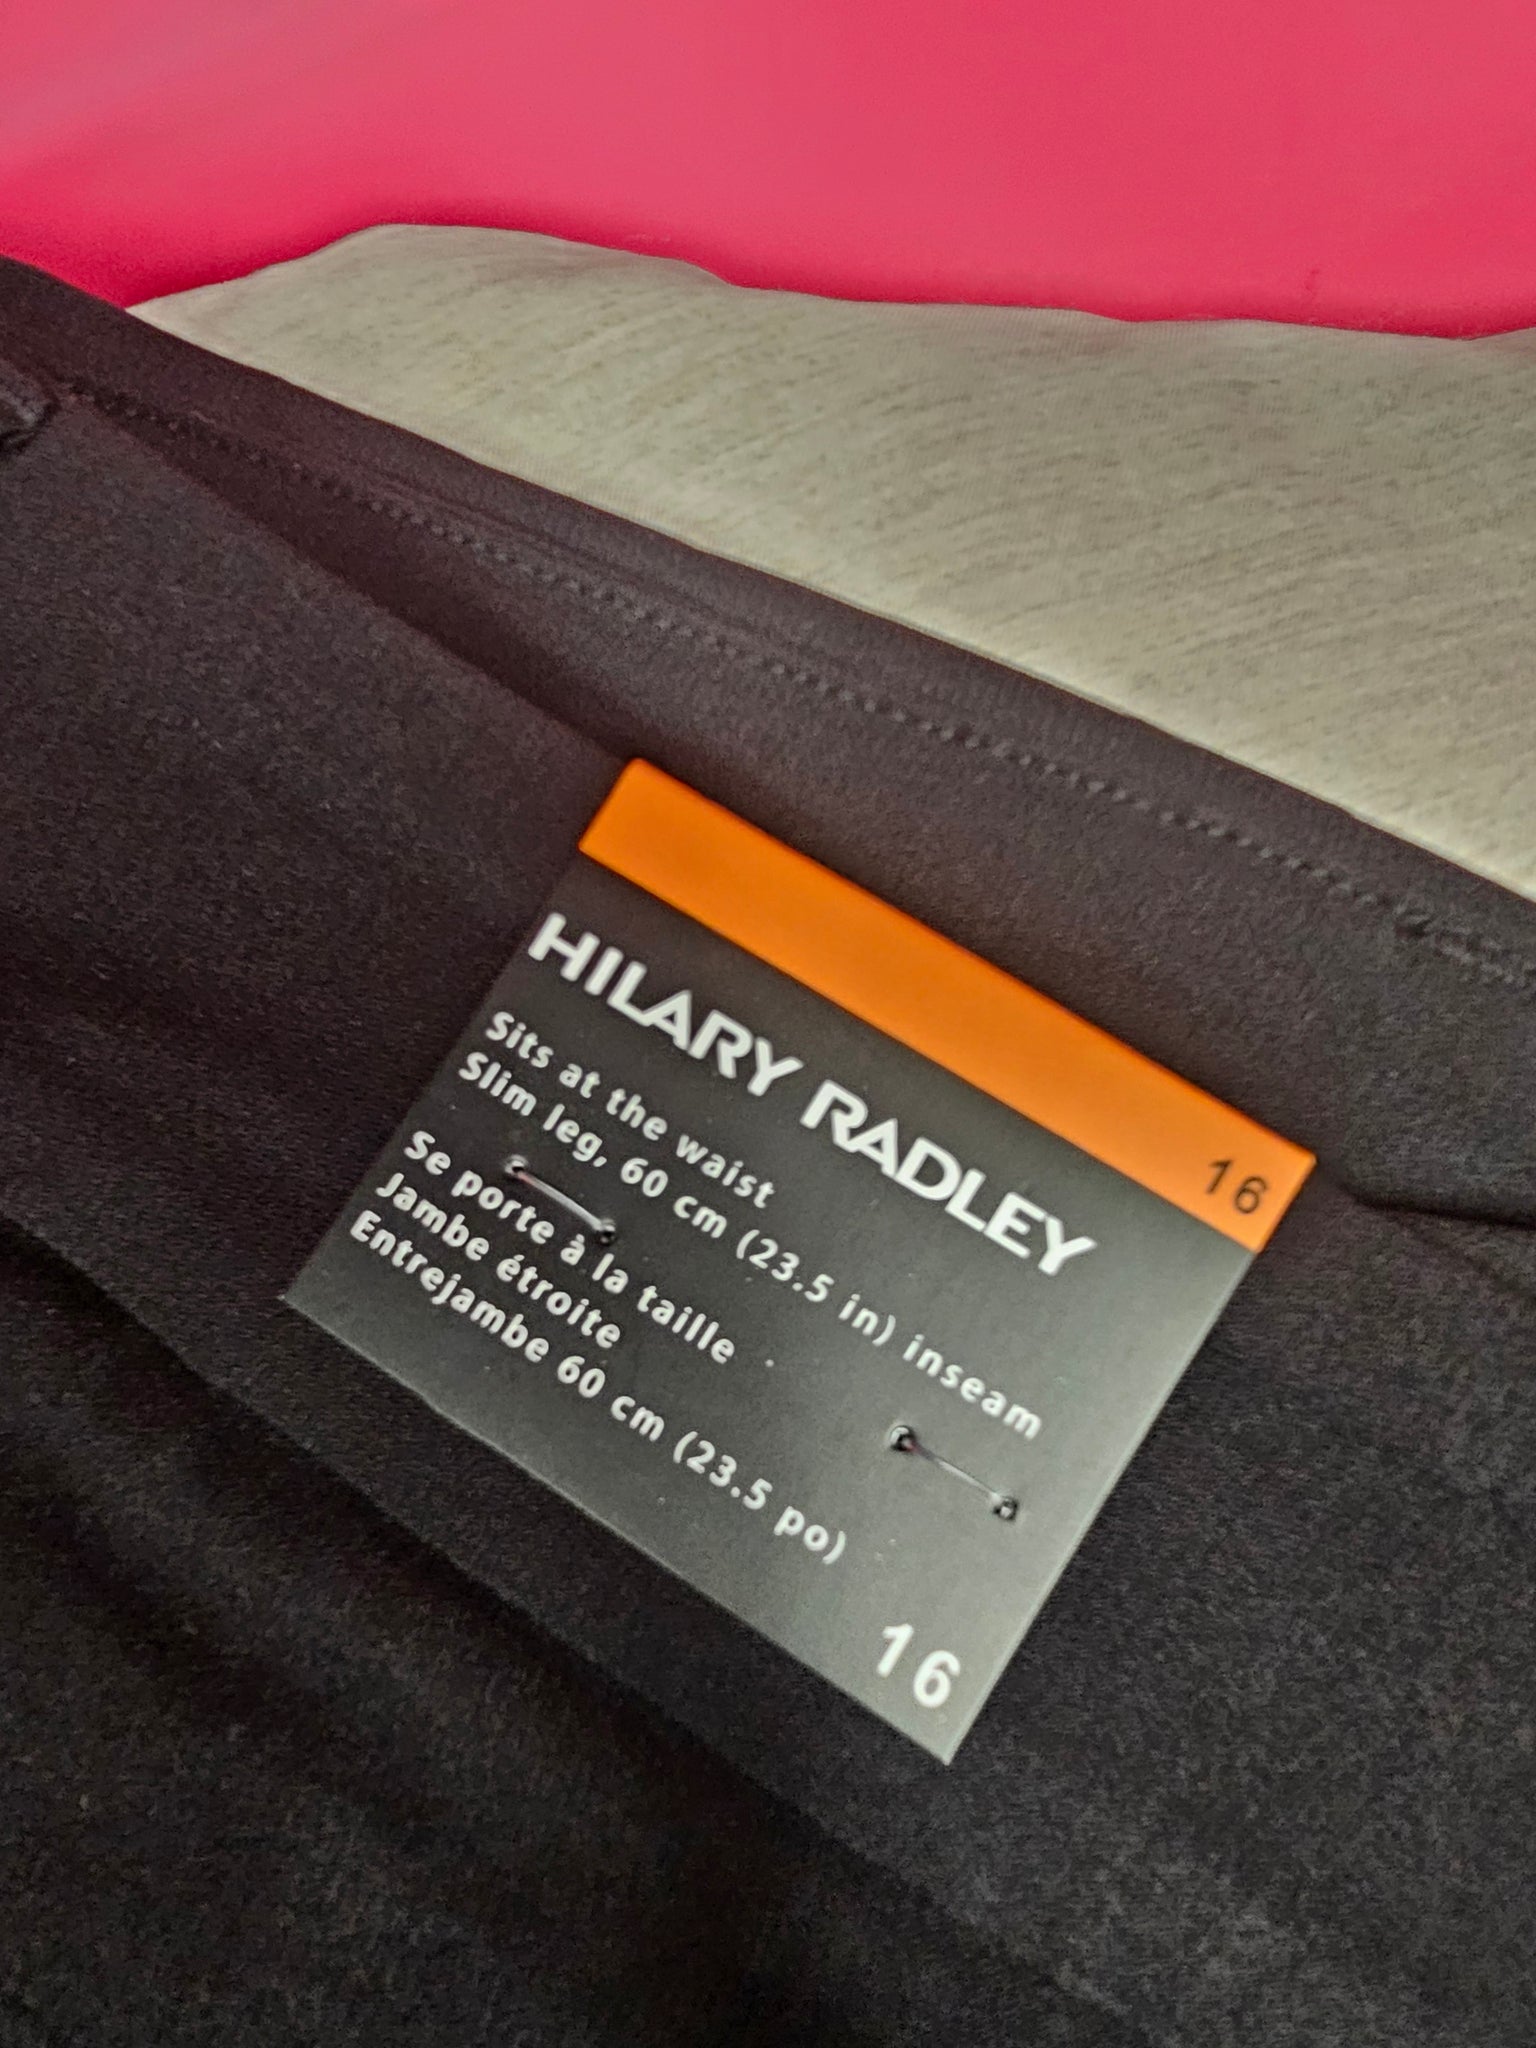 16
HILARY RADLEY
Sits at the waist
Slim leg, 60 cm (23.5 in) inseam
Se porte à la taille
Jambe étroite
Entrejambe 60 cm (23.5 po)
16